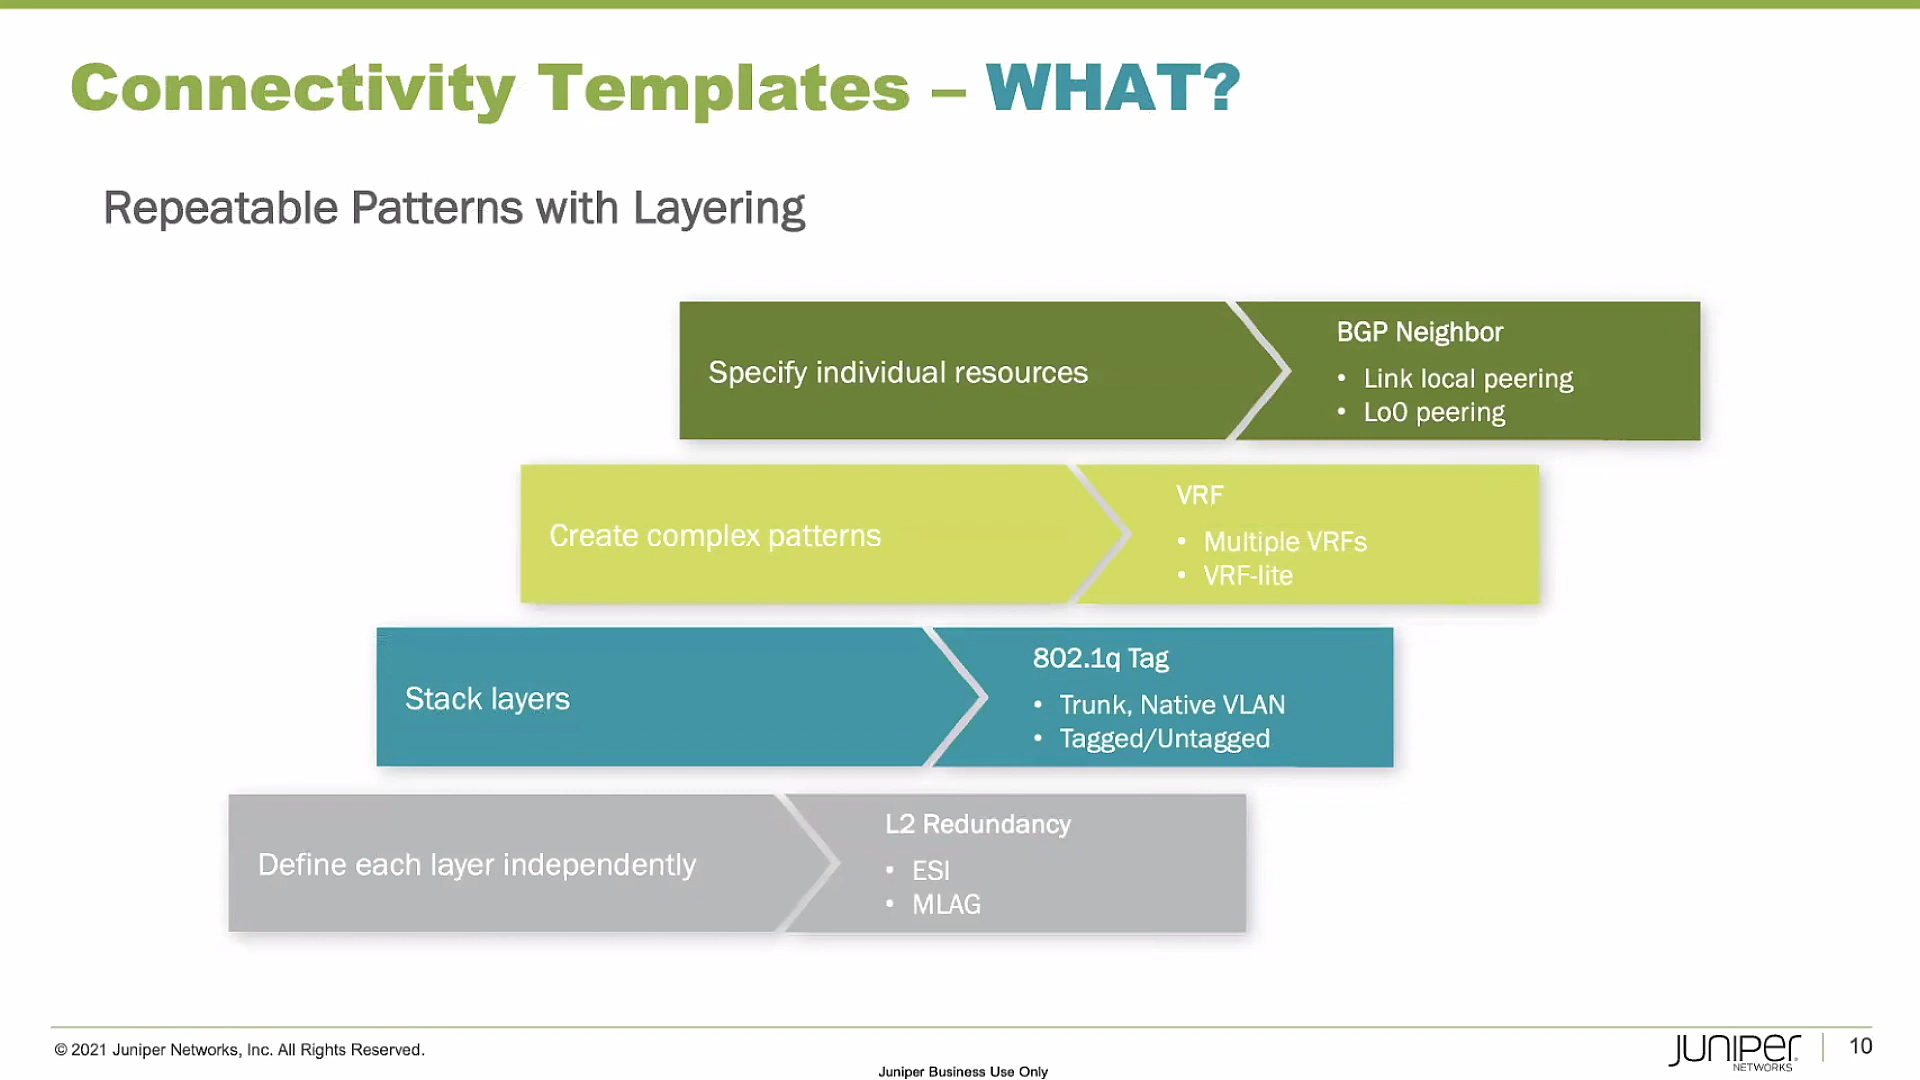 Connectivity Templates – WHAT?
Repeatable Patterns with Layering
Specify individual resources
BGP Neighbor
• Link local peering
• Lo0 peering
Create complex patterns
VRF
• Multiple VRFs
• VRF-lite
Stack layers
802.1q Tag
• Trunk, Native VLAN
• Tagged/Untagged
Define each layer independently
L2 Redundancy
• ESI
• MLAG
© 2021 Juniper Networks, Inc. All Rights Reserved.
Juniper Business Use Only
JUNIPER
NETWORKS
10